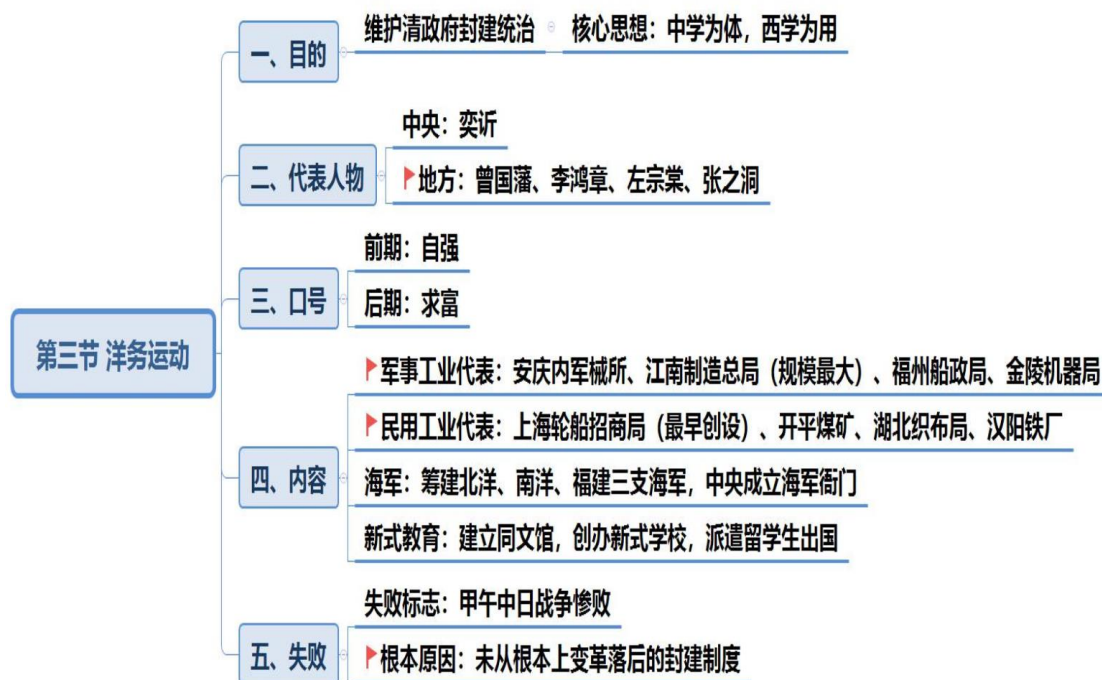 第三节 洋务运动
一、目的
维护清政府封建统治
核心思想：中学为体，西学为用
二、代表人物
中央：奕䜣
地方：曾国藩、李鸿章、左宗棠、张之洞
三、口号
前期：自强
后期：求富
四、内容
军事工业代表：安庆内军械所、江南制造总局（规模最大）、福州船政局、金陵机器局
民用工业代表：上海轮船招商局（最早创设）、开平煤矿、湖北织布局、汉阳铁厂
海军：筹建北洋、南洋、福建三支海军，中央成立海军衙门
新式教育：建立同文馆，创办新式学校，派遣留学生出国
五、失败
失败标志：甲午中日战争惨败
根本原因：未从根本上变革落后的封建制度